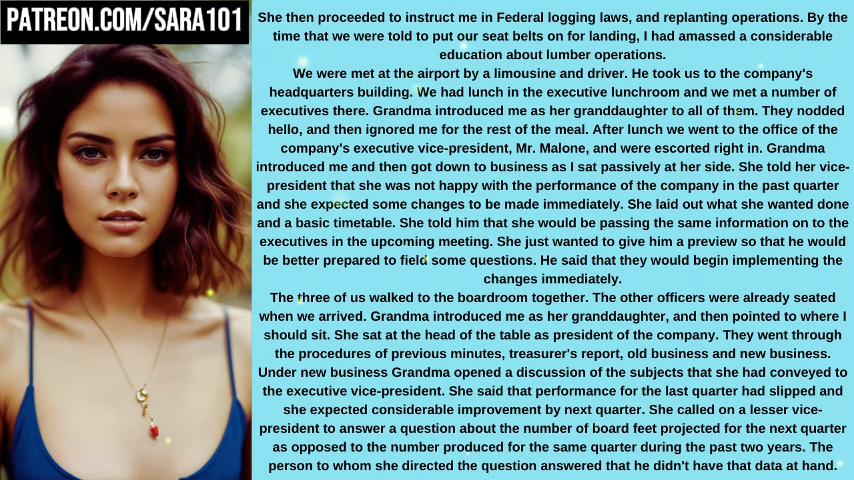 PATREON.COM/SARA101
She then proceeded to instruct me in Federal logging laws, and replanting operations. By the
time that we were told to put our seat belts on for landing, I had amassed a considerable
education about lumber operations.
We were met at the airport by a limousine and driver. He took us to the company's
headquarters building. We had lunch in the executive lunchroom and we met a number of
executives there. Grandma introduced me as her granddaughter to all of them. They nodded
hello, and then ignored me for the rest of the meal. After lunch we went to the office of the
company's executive vice-president, Mr. Malone, and were escorted right in. Grandma
introduced me and then got down to business as I sat passively at her side. She told her vice-
president that she was not happy with the performance of the company in the past quarter
and she expected some changes to be made immediately. She laid out what she wanted done
and a basic timetable. She told him that she would be passing the same information on to the
executives in the upcoming meeting. She just wanted to give him a preview so that he would
be better prepared to field some questions. He said that they would begin implementing the
changes immediately.
The three of us walked to the boardroom together. The other officers were already seated
when we arrived. Grandma introduced me as her granddaughter, and then pointed to where I
should sit. She sat at the head of the table as president of the company. They went through
the procedures of previous minutes, treasurer's report, old business and new business.
Under new business Grandma opened a discussion of the subjects that she had conveyed to
the executive vice-president. She said that performance for the last quarter had slipped and
she expected considerable improvement by next quarter. She called on a lesser vice-
president to answer a question about the number of board feet projected for the next quarter
as opposed to the number produced for the same quarter during the past two years. The
person to whom she directed the question answered that he didn't have that data at hand.